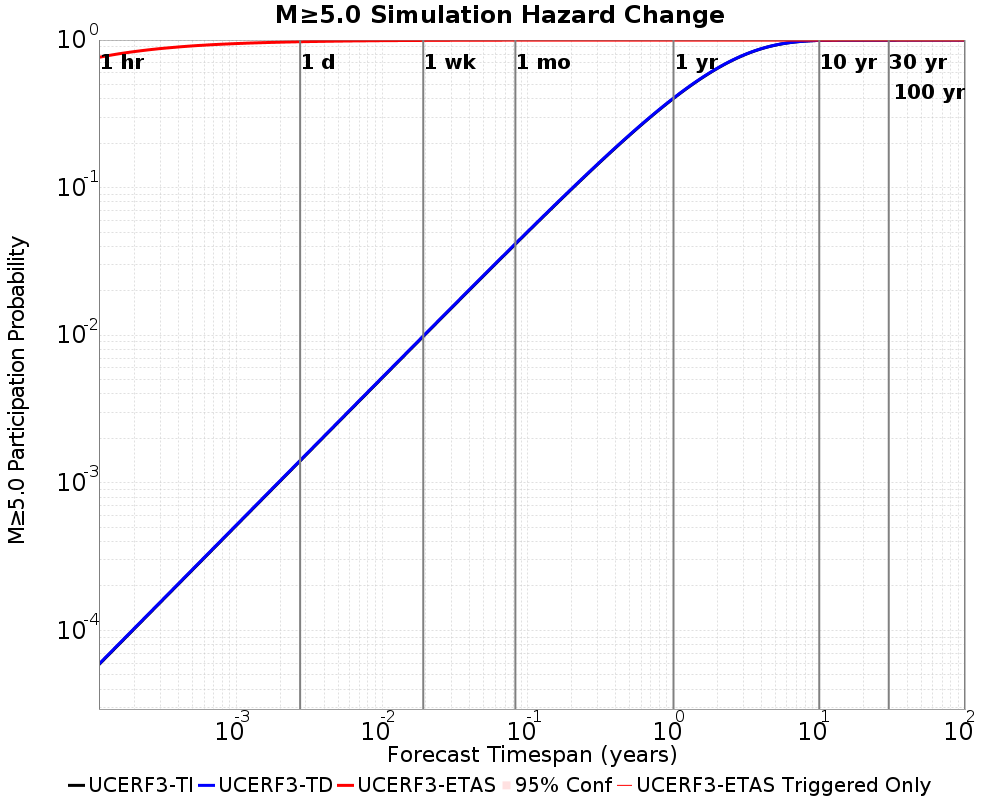 M≥5.0 Simulation Hazard Change
10^0
1 hr
1 d
1 wk
1 mo
1 yr
10 yr
30 yr
100 yr
10^-1
10^-2
10^-3
10^-4
M≥5.0 Participation Probability
10^-3
10^-2
10^-1
10^0
10^1
10^2
Forecast Timespan (years)
UCERF3-TI UCERF3-TD UCERF3-ETAS 95% Conf UCERF3-ETAS Triggered Only